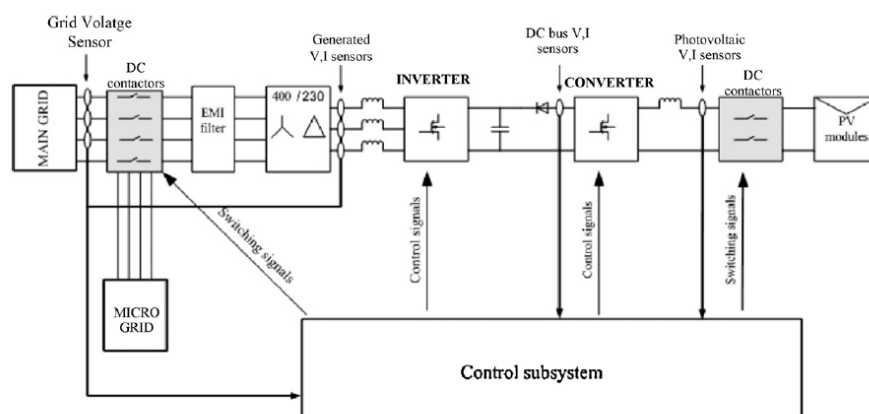 Grid Volatge
Sensor
DC
contactors
Generated
V,I sensors
INVERTER
DC bus V,I
sensors
CONVERTER
Photovoltaic
V,I sensors
DC
contactors
MAIN GRID
EMI
filter
400 / 230
PV
modules
Switching signals
Control signals
Control signals
Switching signals
MICRO
GRID
Control subsystem